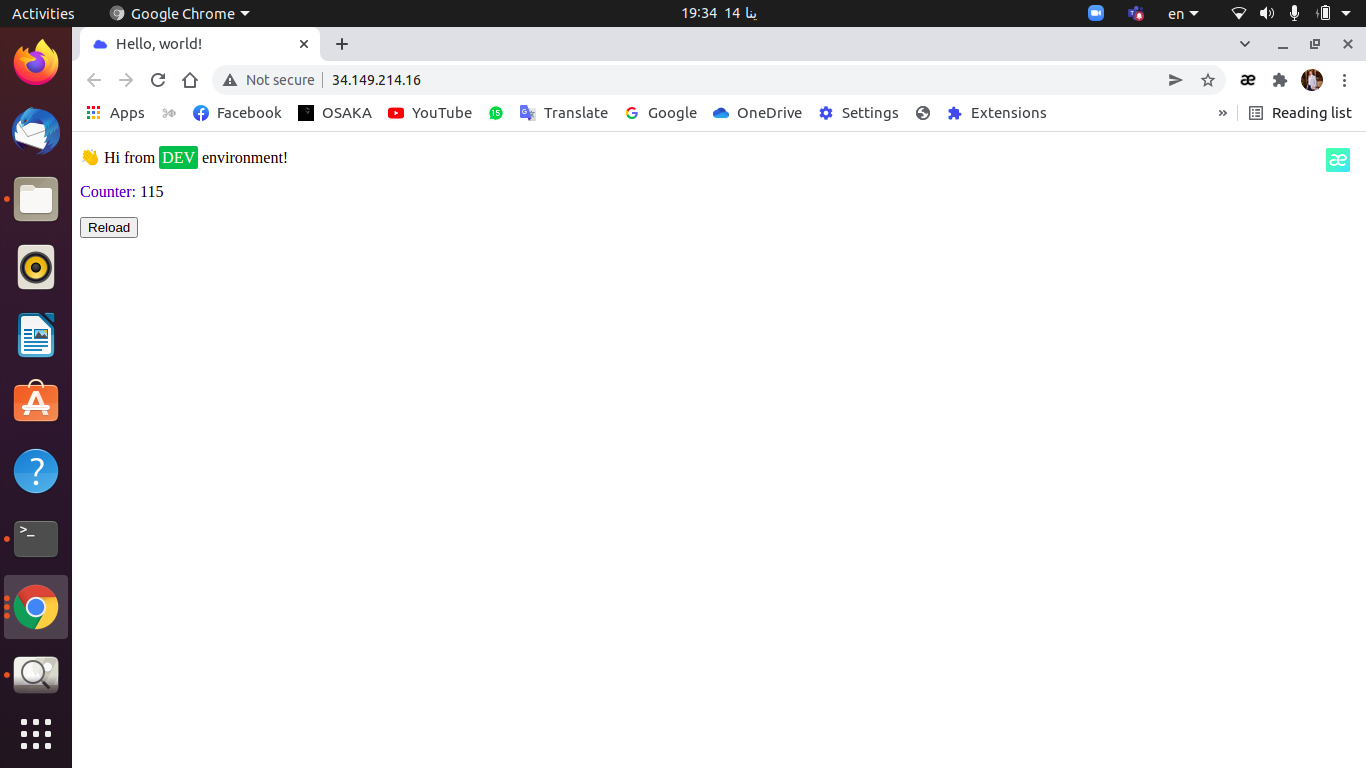 Activities
Google Chrome
19:34 14 ينا
en
Hello, world!
Not secure
34.149.214.16
Apps
Facebook
OSAKA
YouTube
15
Translate
Google
OneDrive
Settings
Extensions
»
Reading list
👏 Hi from DEV environment!
æ
Counter: 115
Reload